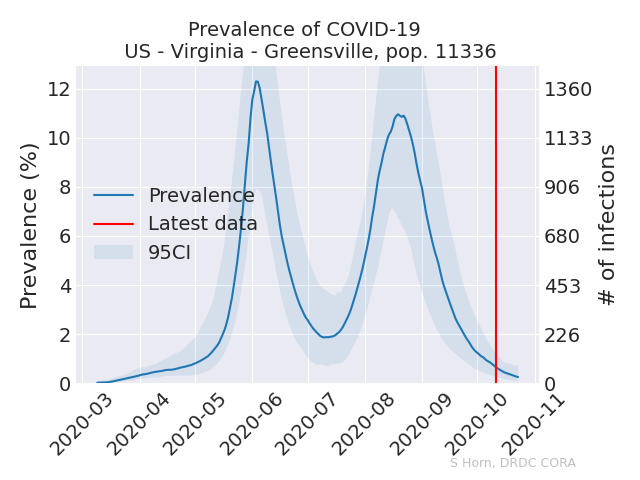 Prevalence of COVID-19
US - Virginia - Greensville, pop. 11336
Prevalence (%)
12
10
8
6
4
2
0
Prevalence
Latest data
95CI
1360
1133
906
680
453
226
0
# of infections
2020-03
2020-04
2020-05
2020-06
2020-07
2020-08
2020-09
2020-10
2020-11
S Horn, DRDC CORA